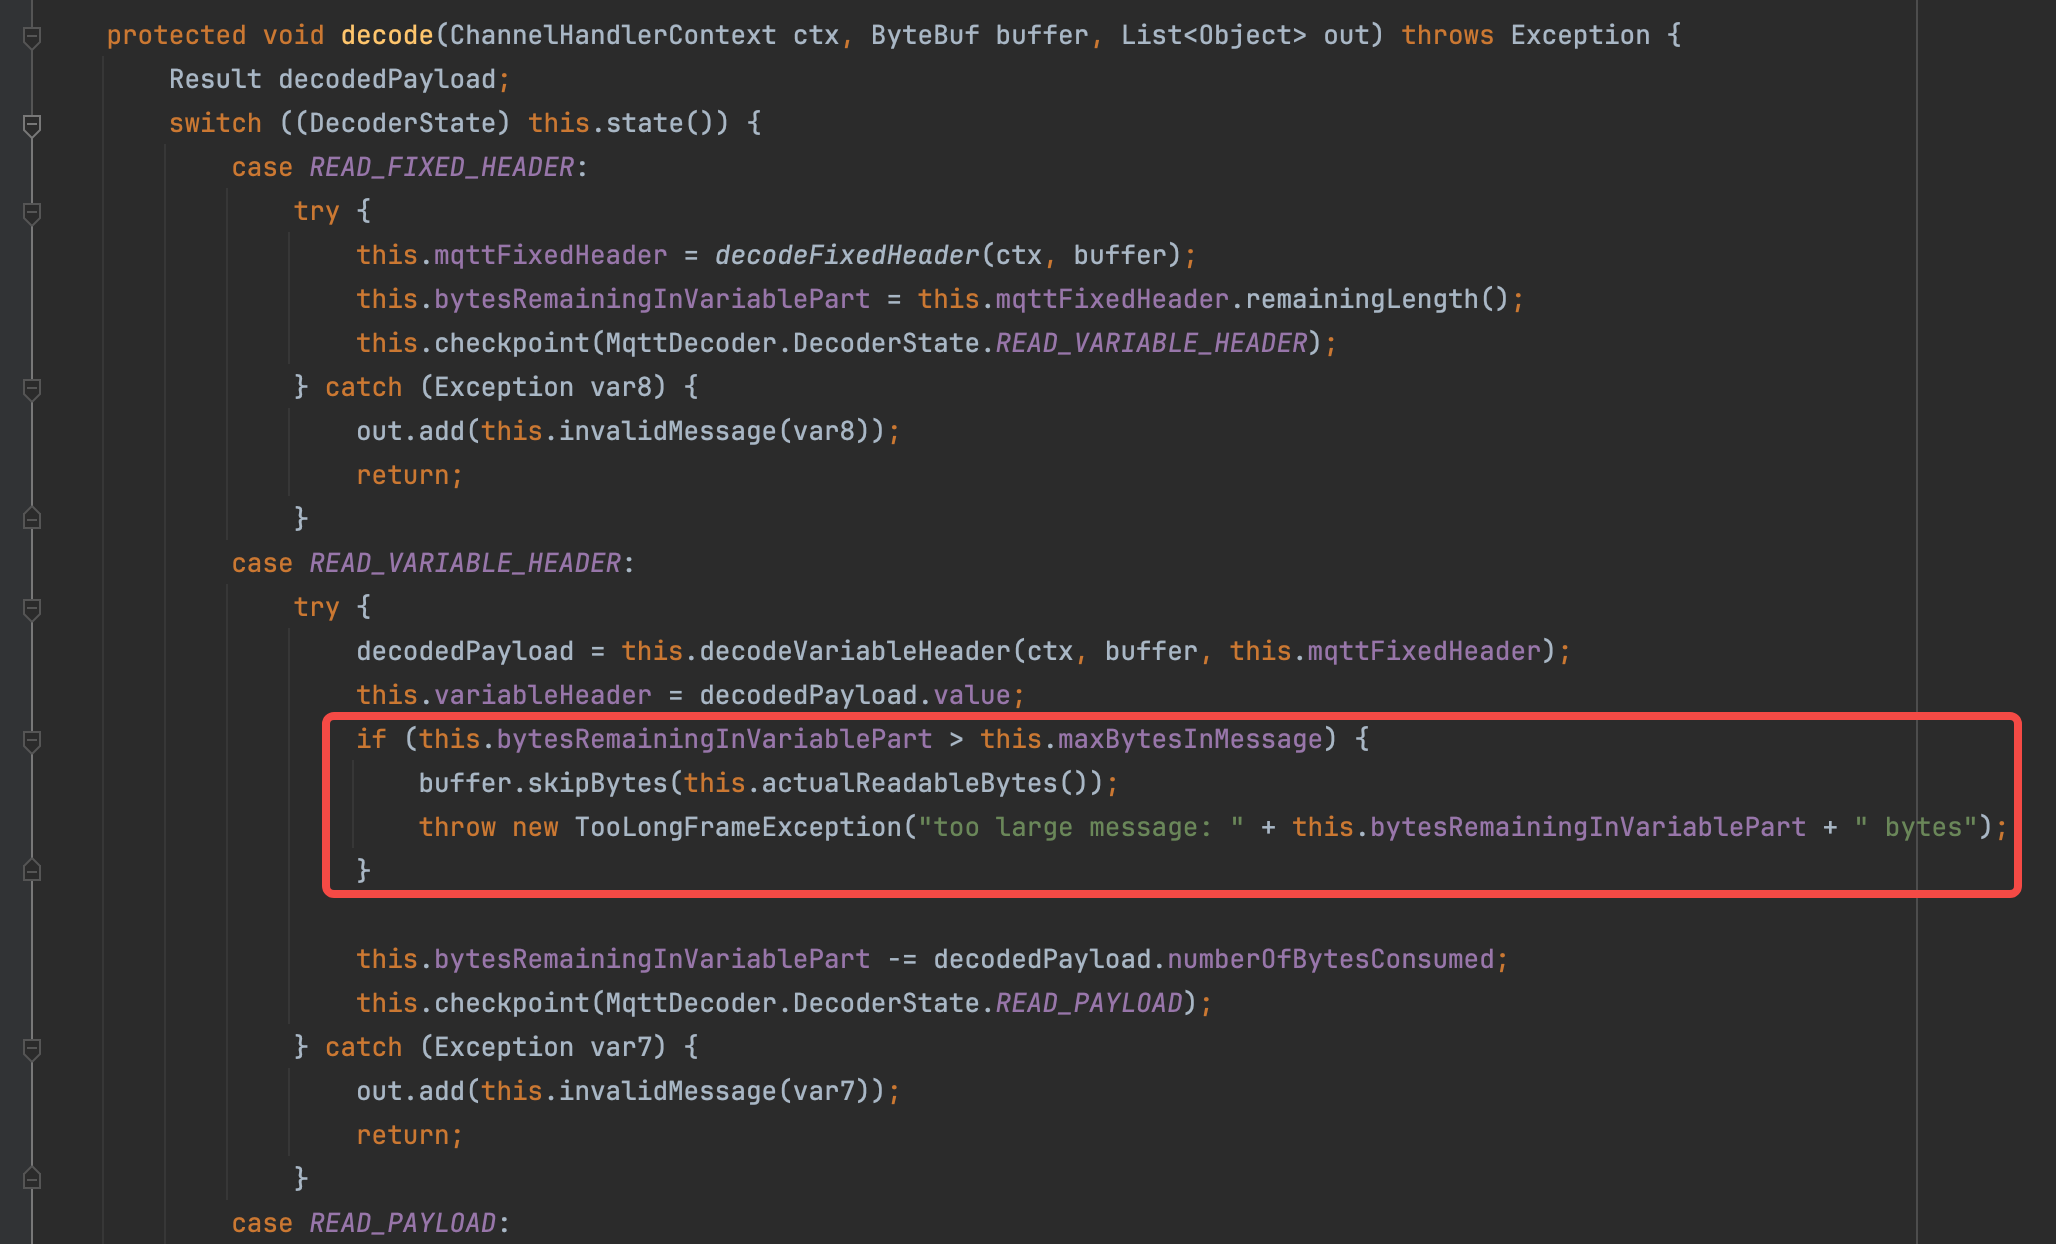 protected void decode(ChannelHandlerContext ctx, ByteBuf buffer, List<Object> out) throws Exception {
Result decodedPayload;
switch ((DecoderState) this.state()) {
case READ_FIXED_HEADER:
try {
this.mqttFixedHeader = decodeFixedHeader(ctx, buffer);
this.bytesRemainingInVariablePart = this.mqttFixedHeader.remainingLength();
this.checkpoint(MqttDecoder.DecoderState.READ_VARIABLE_HEADER);
} catch (Exception var8) {
out.add(this.invalidMessage(var8));
return;
}
case READ_VARIABLE_HEADER:
try {
decodedPayload = this.decodeVariableHeader(ctx, buffer, this.mqttFixedHeader);
this.variableHeader = decodedPayload.value;
if (this.bytesRemainingInVariablePart > this.maxBytesInMessage) {
buffer.skipBytes(this.actualReadableBytes());
throw new TooLongFrameException("too large message: " + this.bytesRemainingInVariablePart + " bytes");
}
this.bytesRemainingInVariablePart -= decodedPayload.numberOfBytesConsumed;
this.checkpoint(MqttDecoder.DecoderState.READ_PAYLOAD);
} catch (Exception var7) {
out.add(this.invalidMessage(var7));
return;
}
case READ_PAYLOAD: